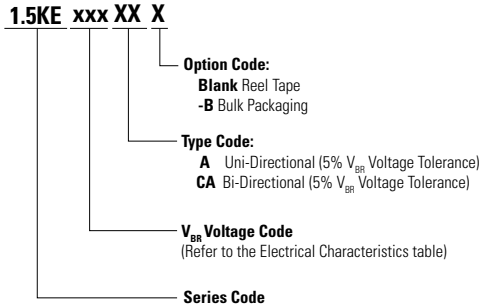 1.5KE xxx XX X
Option Code:
Blank Reel Tape
-B Bulk Packaging
Type Code:
A Uni-Directional (5% VBR Voltage Tolerance)
CA Bi-Directional (5% VBR Voltage Tolerance)
VBR Voltage Code
(Refer to the Electrical Characteristics table)
Series Code